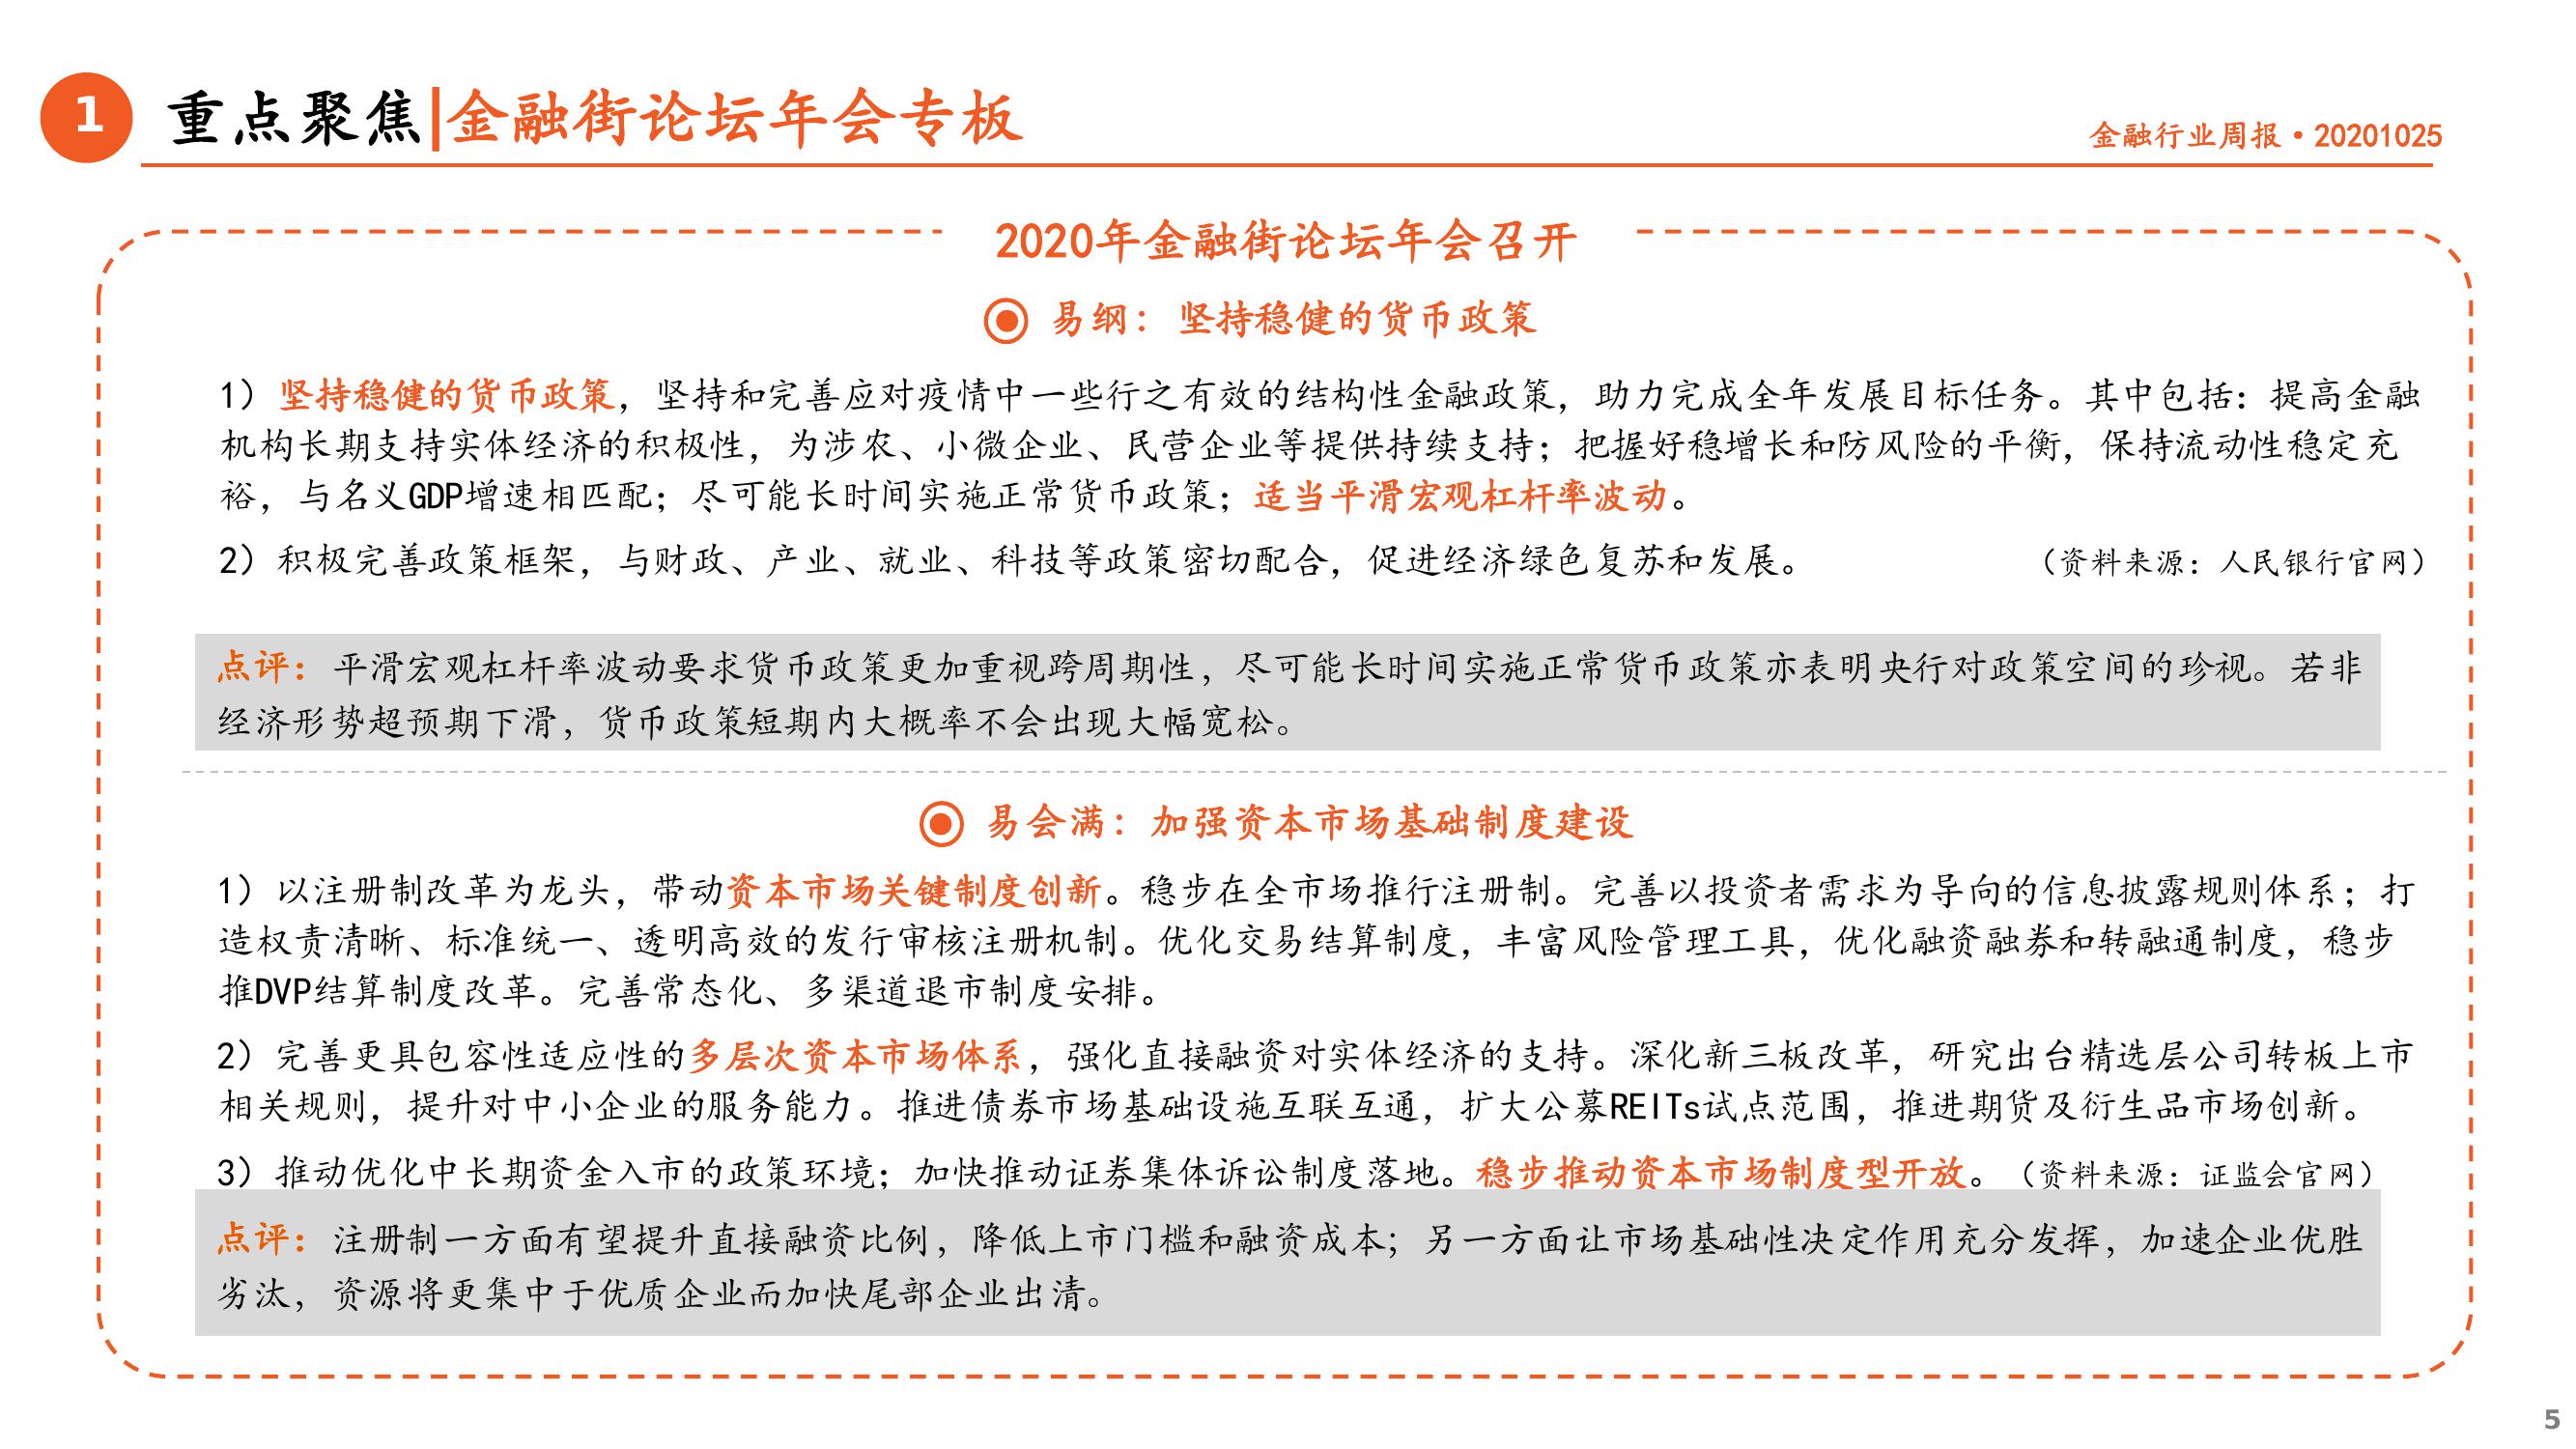 1
重点聚焦|金融街论坛年会专板
金融行业周报•20201025
2020年金融街论坛年会召开
易纲：坚持稳健的货币政策
1）坚持稳健的货币政策，坚持和完善应对疫情中一些行之有效的结构性金融政策，助力完成全年发展目标任务。其中包括：提高金融
机构长期支持实体经济的积极性，为涉农、小微企业、民营企业等提供持续支持；把握好稳增长和防风险的平衡，保持流动性稳定充
裕，与名义GDP增速相匹配；尽可能长时间实施正常货币政策；适当平滑宏观杠杆率波动。
2）积极完善政策框架，与财政、产业、就业、科技等政策密切配合，促进经济绿色复苏和发展。 （资料来源：人民银行官网）
点评：平滑宏观杠杆率波动要求货币政策更加重视跨周期性，尽可能长时间实施正常货币政策亦表明央行对政策空间的珍视。若非
经济形势超预期下滑，货币政策短期内大概率不会出现大幅宽松。
易会满：加强资本市场基础制度建设
1）以注册制改革为龙头，带动资本市场关键制度创新。稳步在全市场推行注册制。完善以投资者需求为导向的信息披露规则体系；打
造权责清晰、标准统一、透明高效的发行审核注册机制。优化交易结算制度，丰富风险管理工具，优化融资融券和转融通制度，稳步
推DVP结算制度改革。完善常态化、多渠道退市制度安排。
2）完善更具包容性适应性的多层次资本市场体系，强化直接融资对实体经济的支持。深化新三板改革，研究出台精选层公司转板上市
相关规则，提升对中小企业的服务能力。推进债券市场基础设施互联互通，扩大公募REITs试点范围，推进期货及衍生品市场创新。
3）推动优化中长期资金入市的政策环境；加快推动证券集体诉讼制度落地。稳步推动资本市场制度型开放。（资料来源：证监会官网）
点评：注册制一方面有望提升直接融资比例，降低上市门槛和融资成本；另一方面让市场基础性决定作用充分发挥，加速企业优胜
劣汰，资源将更集中于优质企业而加快尾部企业出清。
5